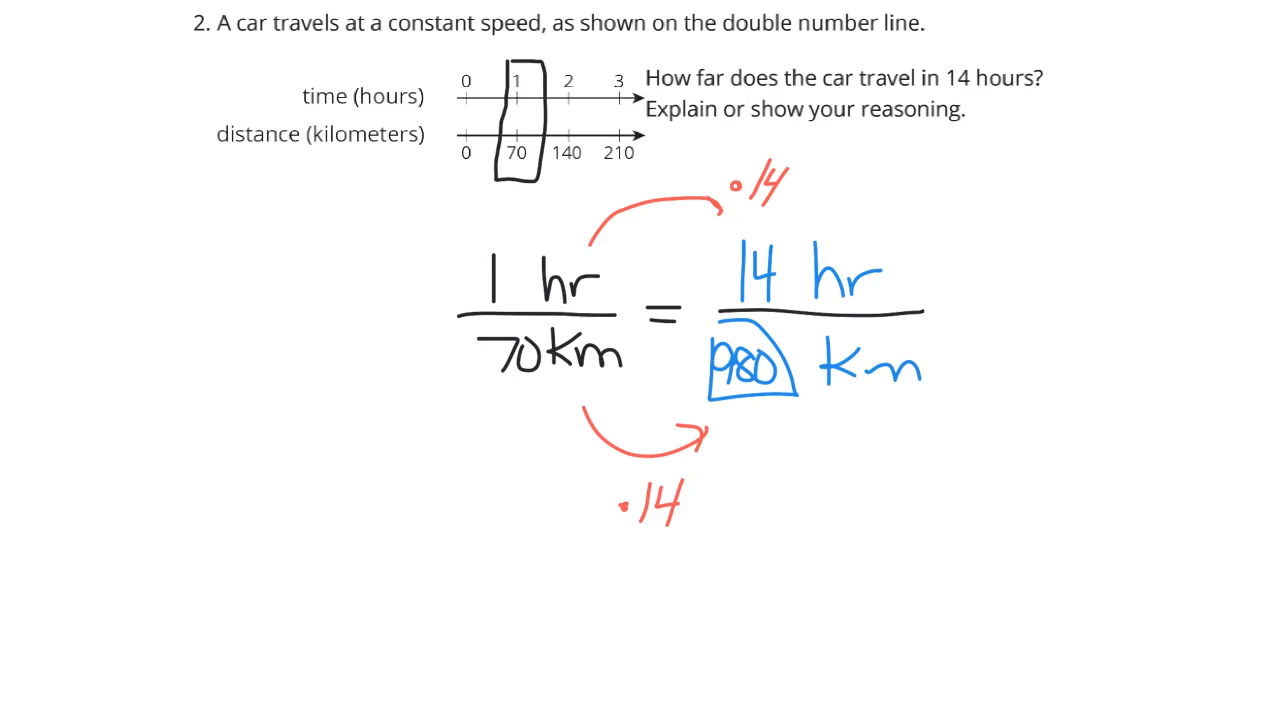 2. A car travels at a constant speed, as shown on the double number line.
0 1 2 3
time (hours)
distance (kilometers)
0 70 140 210
How far does the car travel in 14 hours?
Explain or show your reasoning.
·14
1 hr = 14 hr
70 Km 980 Km
·14